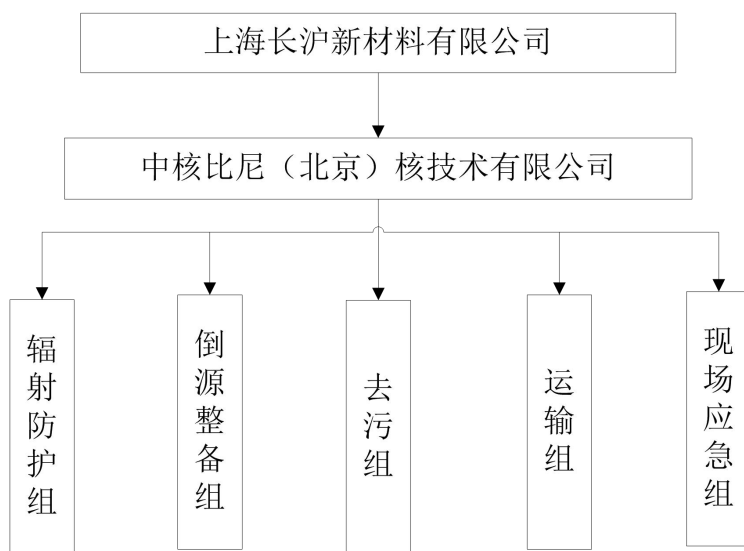 上海长沪新材料有限公司
中核比尼（北京）核技术有限公司
辐射防护组
倒源整备组
去污组
运输组
现场应急组